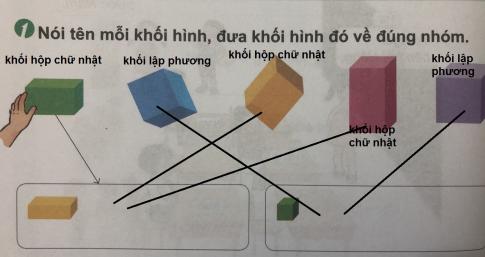 1 Nói tên mỗi khối hình, đưa khối hình đó về đúng nhóm.
khối hộp chữ nhật
khối lập phương
khối hộp chữ nhật
khối lập
phương
khối hộp
chữ nhật